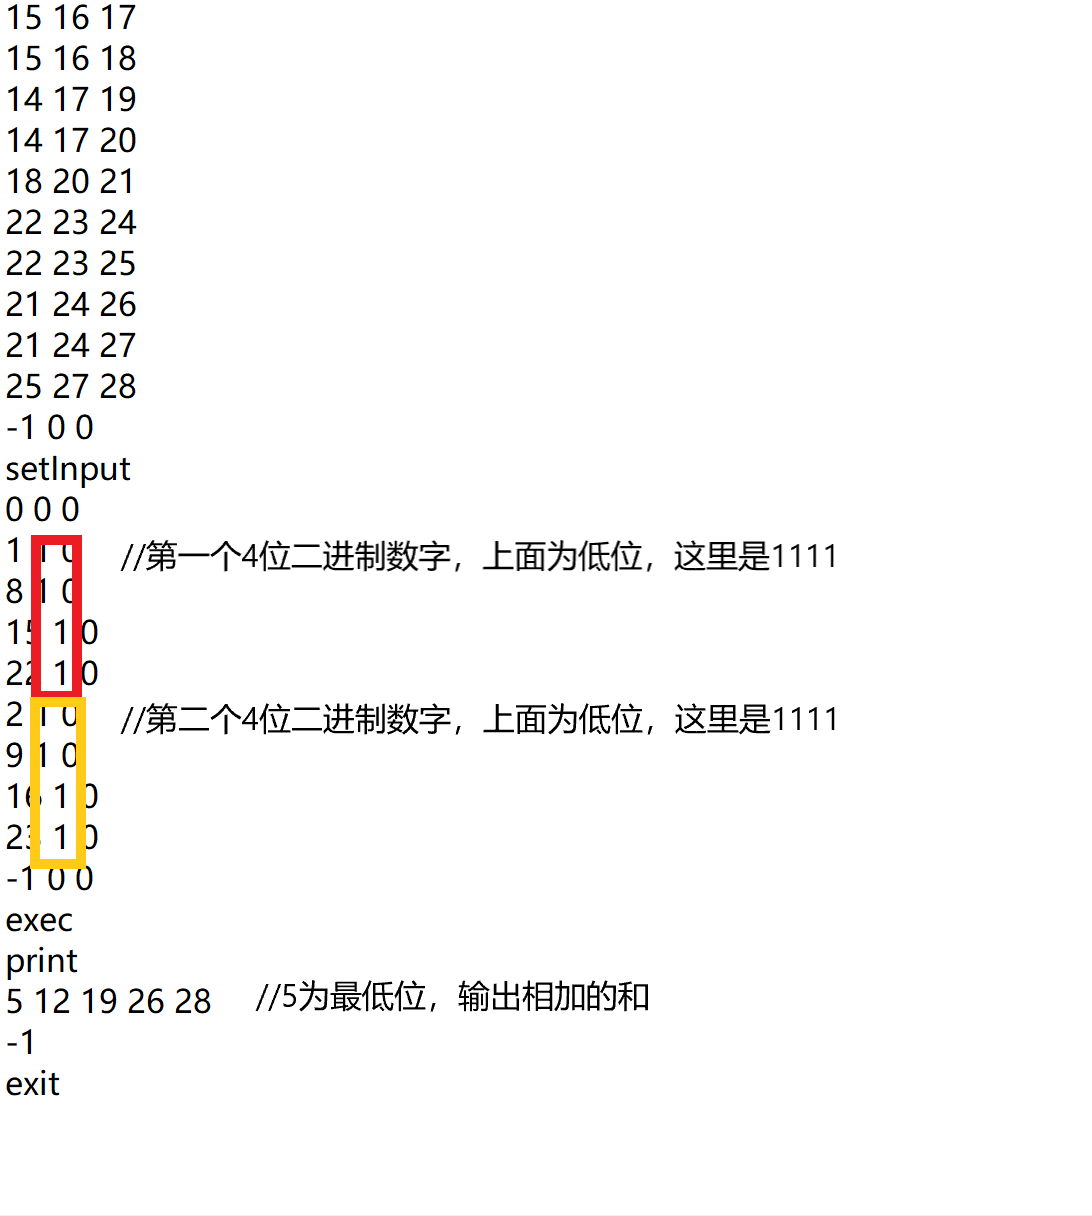 15 16 17
15 16 18
14 17 19
14 17 20
18 20 21
22 23 24
22 23 25
21 24 26
21 24 27
25 27 28
-1 0 0
setInput
0 0 0
1 1 0 //第一个4位二进制数字，上面为低位，这里是1111
8 1 0
15 1 0
22 1 0
2 1 0 //第二个4位二进制数字，上面为低位，这里是1111
9 1 0
16 1 0
23 1 0
-1 0 0
exec
print
5 12 19 26 28 //5为最低位，输出相加的和
-1
exit